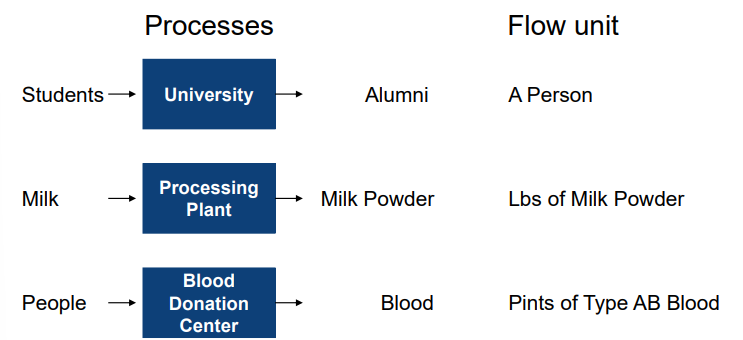 Processes Flow unit
Students University Alumni A Person
Milk Processing Plant Milk Powder Lbs of Milk Powder
People Blood Donation Center Blood Pints of Type AB Blood